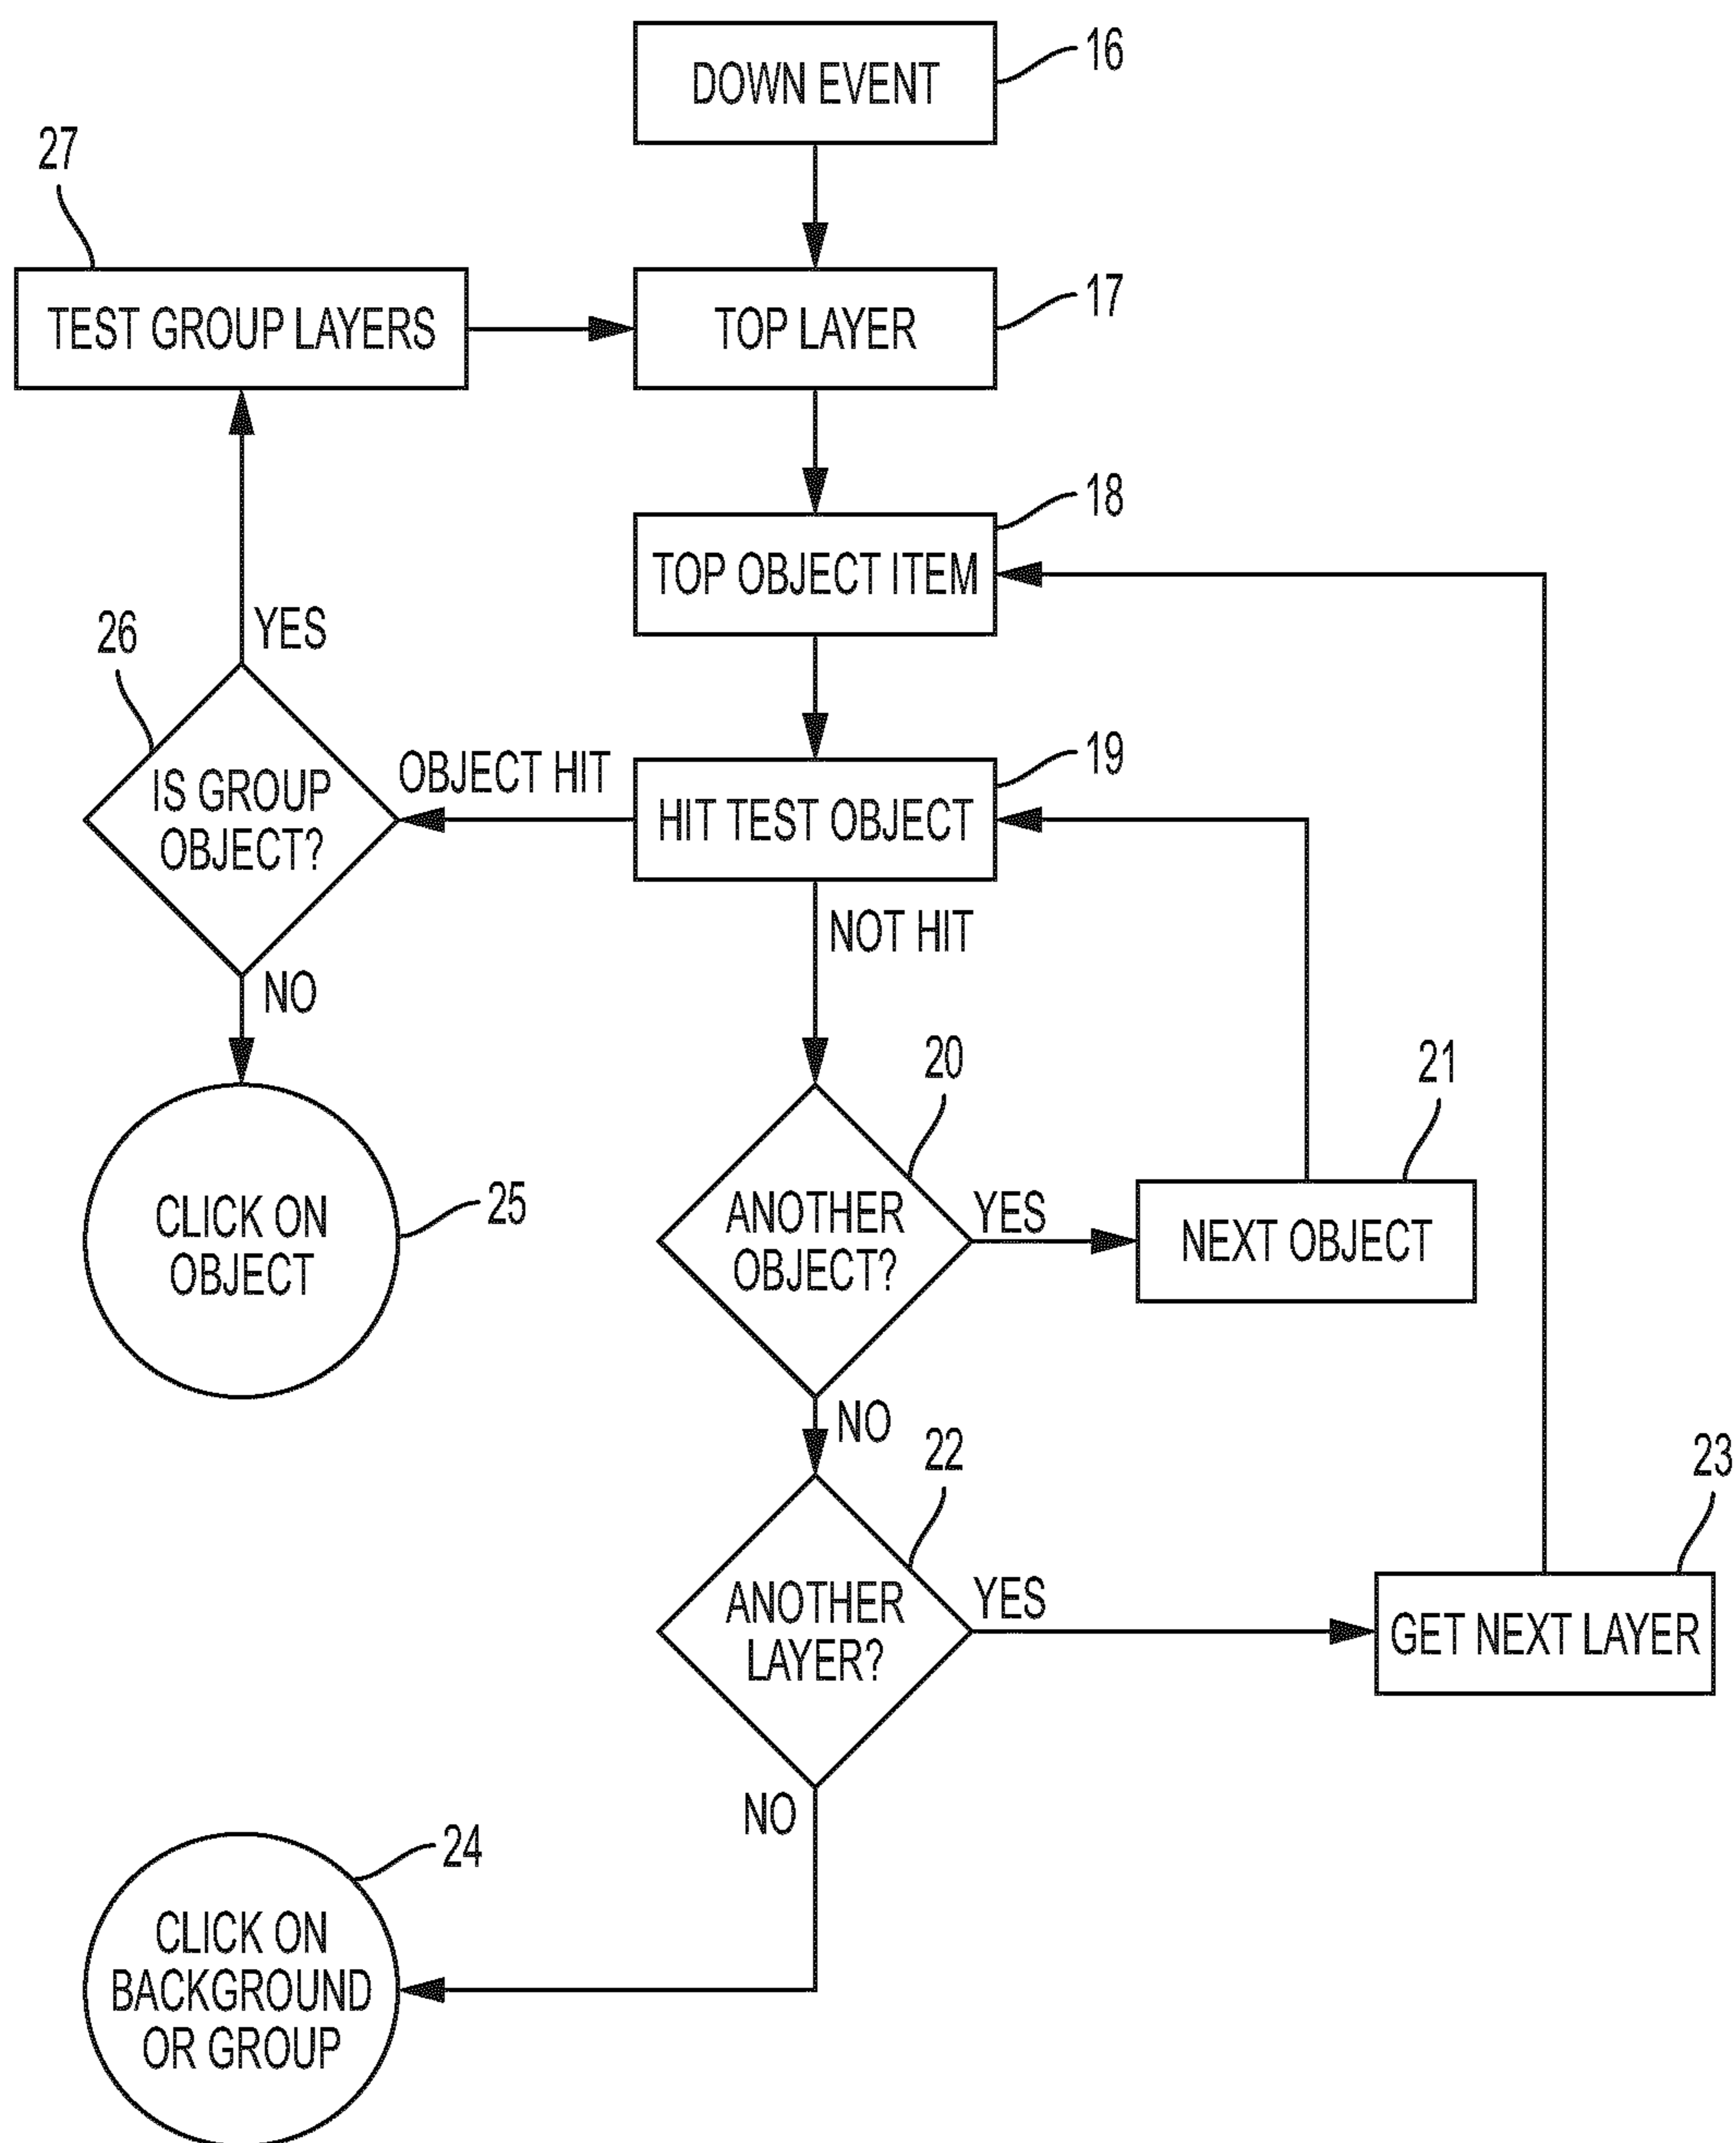 DOWN EVENT
16
27
TEST GROUP LAYERS
TOP LAYER
17
18
TOP OBJECT ITEM
26
YES
IS GROUP
OBJECT?
OBJECT HIT
HIT TEST OBJECT
19
NOT HIT
NO
CLICK ON
OBJECT
25
20
ANOTHER
OBJECT?
YES
21
NEXT OBJECT
NO
22
ANOTHER
LAYER?
YES
23
GET NEXT LAYER
NO
24
CLICK ON
BACKGROUND
OR GROUP